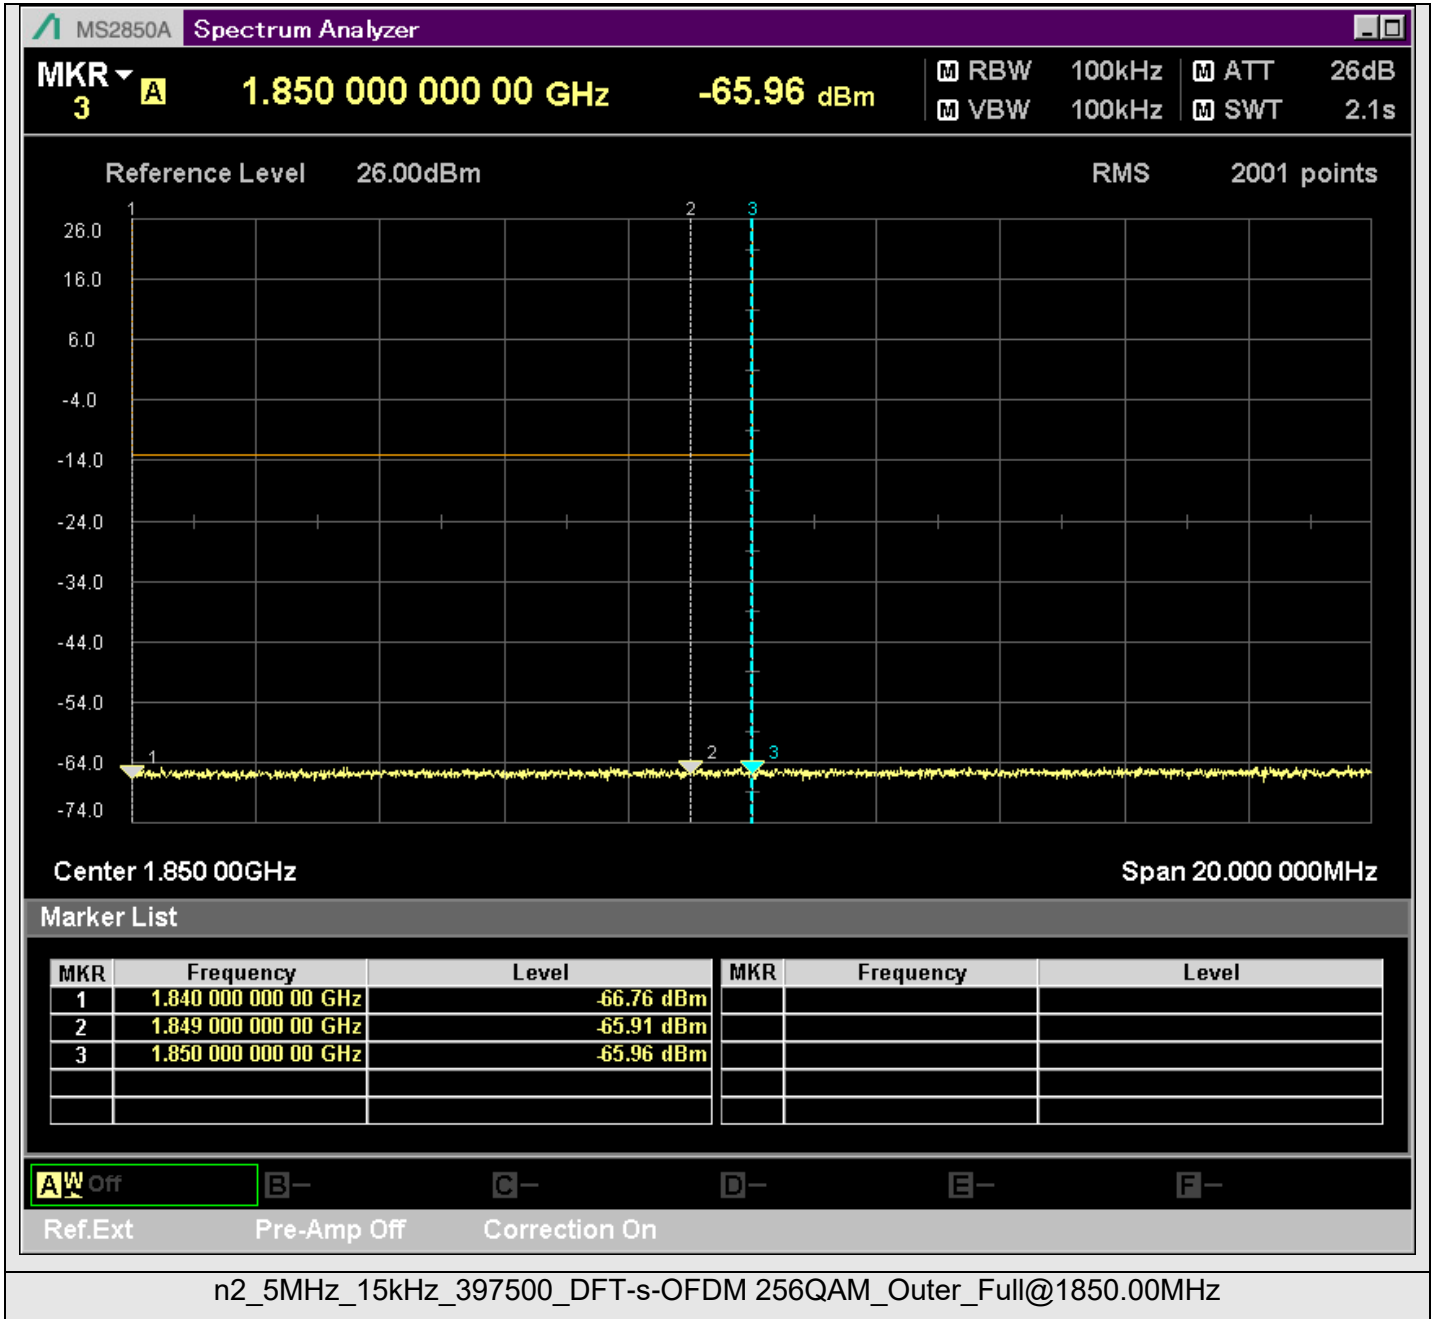 MS2850A Spectrum Analyzer
MKR A 1.850 000 000 00 GHz -65.96 dBm M RBW 100kHz M ATT 26dB
3 M VBW 100kHz M SWT 2.1s
Reference Level 26.00dBm RMS 2001 points
1 2 3
26.0
16.0
6.0
-4.0
-14.0
-24.0
-34.0
-44.0
-54.0
1 2 3
-64.0
-74.0
Center 1.850 00GHz Span 20.000 000MHz
Marker List
MKR Frequency Level MKR Frequency Level
1 1.840 000 000 00 GHz -66.76 dBm
2 1.849 000 000 00 GHz -65.91 dBm
3 1.850 000 000 00 GHz -65.96 dBm
A W Off B- C- D- E- F-
Ref.Ext Pre-Amp Off Correction On
n2_5MHz_15kHz_397500_DFT-s-OFDM 256QAM_Outer_Full@1850.00MHz